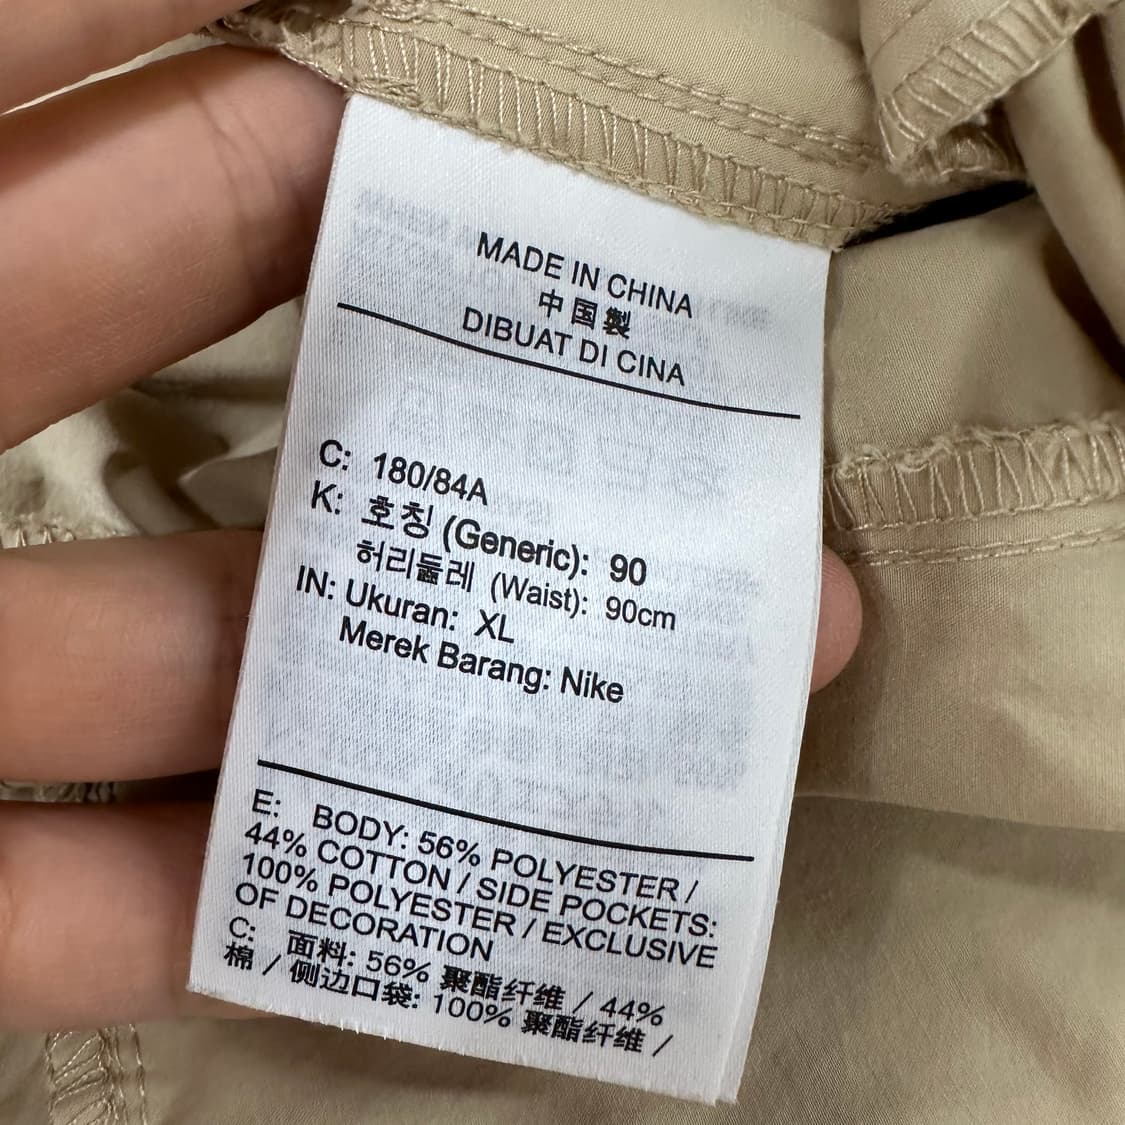 MADE IN CHINA
中国製
DIBUAT DI CINA
C: 180/84A
K: 호칭 (Generic): 90
허리둘레 (Waist): 90cm
IN: Ukuran: XL
Merek Barang: Nike
E: BODY: 56% POLYESTER /
44% COTTON / SIDE POCKETS:
100% POLYESTER / EXCLUSIVE
OF DECORATION
C: 面料: 56% 聚酯纤维 / 44%
棉 / 侧边口袋: 100% 聚酯纤维 /